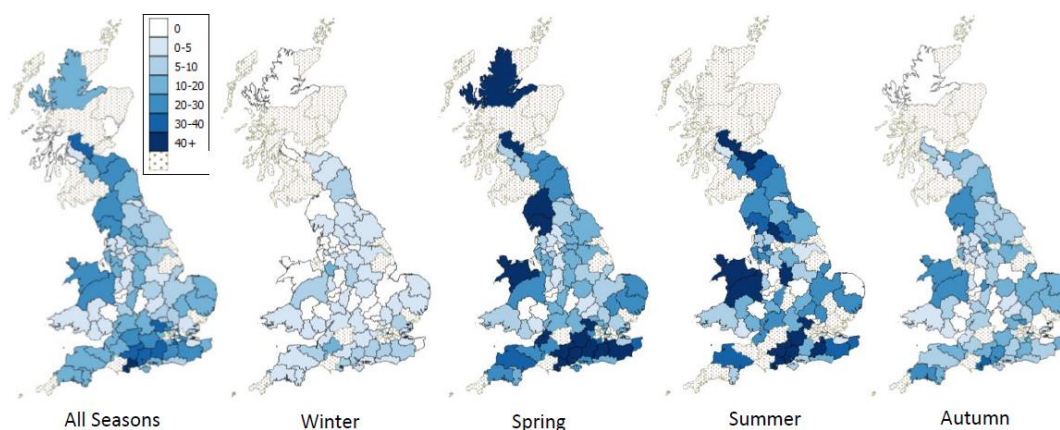 0
0-5
5-10
10-20
20-30
30-40
40+
All Seasons
Winter
Spring
Summer
Autumn